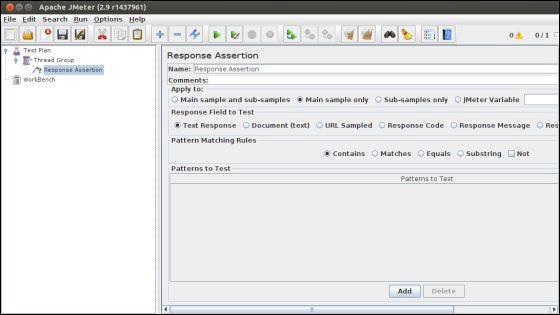 Apache JMeter (2.9 r1437961)
File Edit Search Run Options Help
0 0 / 1
Test Plan
Thread Group
Response Assertion
WorkBench
Response Assertion
Name: Response Assertion
Comments:
Apply to:
Main sample and sub-samples Main sample only Sub-samples only JMeter Variable
Response Field to Test
Text Response Document (text) URL Sampled Response Code Response Message Res
Pattern Matching Rules
Contains Matches Equals Substring Not
Patterns to Test
Patterns to Test
Add Delete